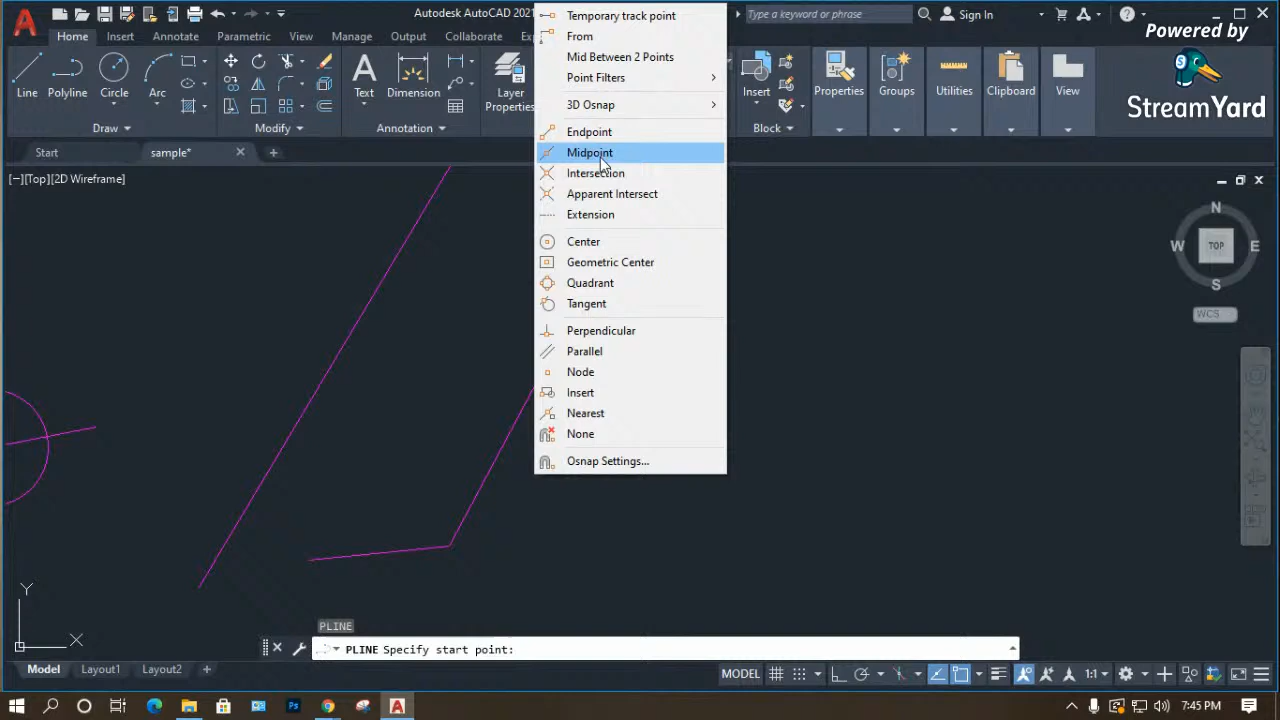 Autodesk AutoCAD 2021
Type a keyword or phrase
Sign In
Powered by
StreamYard
Home
Insert
Annotate
Parametric
View
Manage
Output
Collaborate
Line
Polyline
Circle
Arc
Text
Dimension
Layer
Properties
Insert
Properties
Groups
Utilities
Clipboard
View
Draw
Modify
Annotation
Block
Start
sample*
[−][Top][2D Wireframe]
Temporary track point
From
Mid Between 2 Points
Point Filters
3D Osnap
Endpoint
Midpoint
Intersection
Apparent Intersect
Extension
Center
Geometric Center
Quadrant
Tangent
Perpendicular
Parallel
Node
Insert
Nearest
None
Osnap Settings...
N
W
TOP
E
S
WCS
Y
X
PLINE
PLINE Specify start point:
Model
Layout1
Layout2
MODEL
1:1
7:45 PM